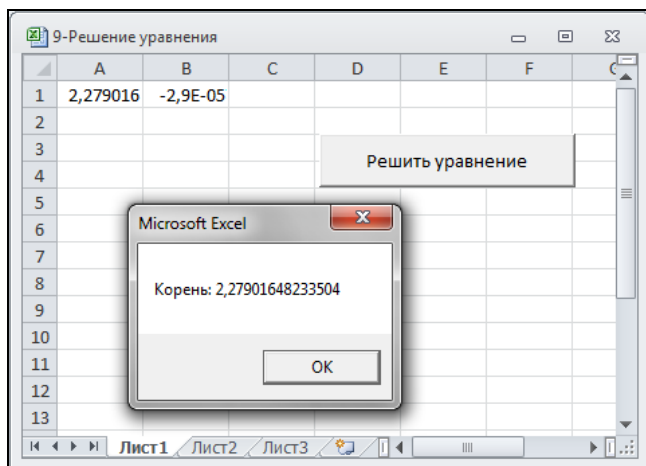 9-Решение уравнения
A B C D E F
1 2,279016 -2,9E-05
2
3
Решить уравнение
4
5
6 Microsoft Excel
7
8 Корень: 2,27901648233504
9
10
11 OK
12
13
Лист1 Лист2 Лист3